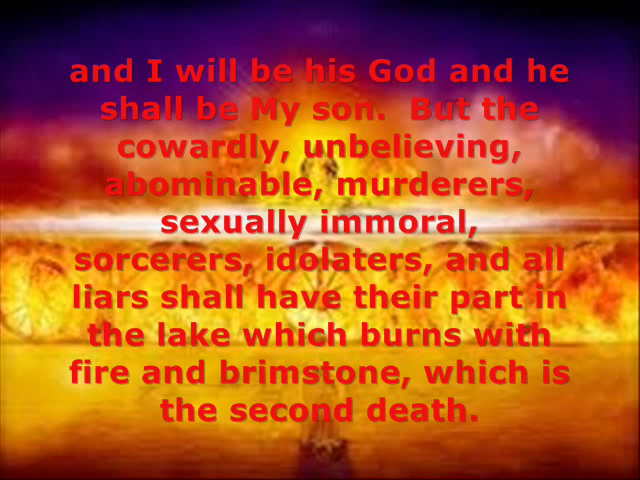 and I will be his God and he
shall be My son.  But the
cowardly, unbelieving,
abominable, murderers,
sexually immoral,
sorcerers, idolaters, and all
liars shall have their part in
the lake which burns with
fire and brimstone, which is
the second death.